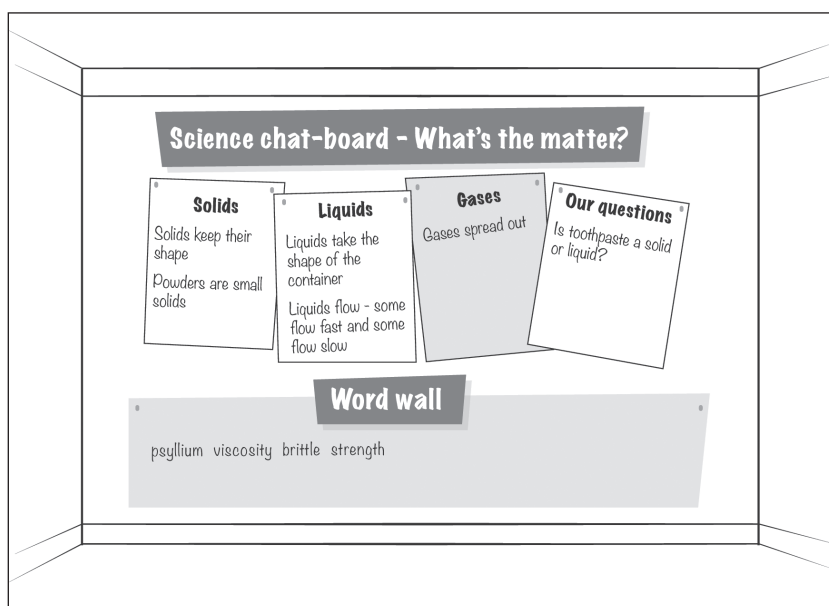 Science chat-board - What's the matter?
Solids
Solids keep their
shape
Powders are small
solids
Liquids
Liquids take the
shape of the
container
Liquids flow - some
flow fast and some
flow slow
Gases
Gases spread out
Our questions
Is toothpaste a solid
or liquid?
Word wall
psyllium viscosity brittle strength